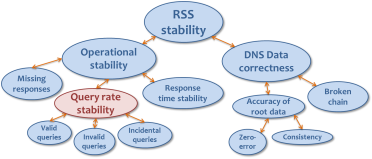 RSS
stability
Operational
stability
DNS Data
correctness
Missing
responses
Query rate
stability
Response
time stability
Accuracy of
root data
Broken
chain
Valid
queries
Invalid
queries
Incidental
queries
Zero-
error
Consistency